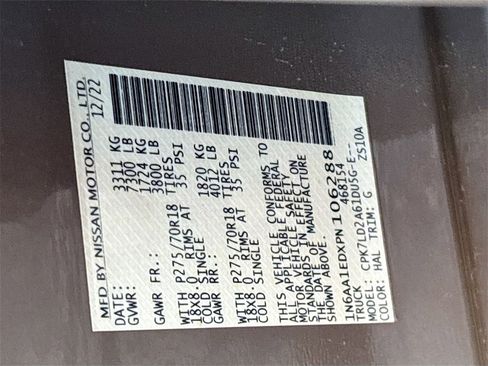 MFD BY NISSAN MOTOR CO., LTD.
DATE: 12/22
GVWR: 3311 KG
7300 LB
GAWR FR.: 1724 KG
3800 LB
WITH P275/70R18 TIRES
18X8.0 RIMS AT 35 PSI
COLD SINGLE
GAWR RR.: 1820 KG
4012 LB
WITH P275/70R18 TIRES
18X8.0 RIMS AT 35 PSI
COLD SINGLE
THIS VEHICLE CONFORMS TO
ALL APPLICABLE FEDERAL
MOTOR VEHICLE SAFETY
STANDARDS IN EFFECT ON
THE DATE OF MANUFACTURE
SHOWN ABOVE.
1N6AA1EDXPN106288
TRUCK 468154
MODEL: CPK7LD2A61DU5G-E--
COLOR: HAL TRIM: G Z510A